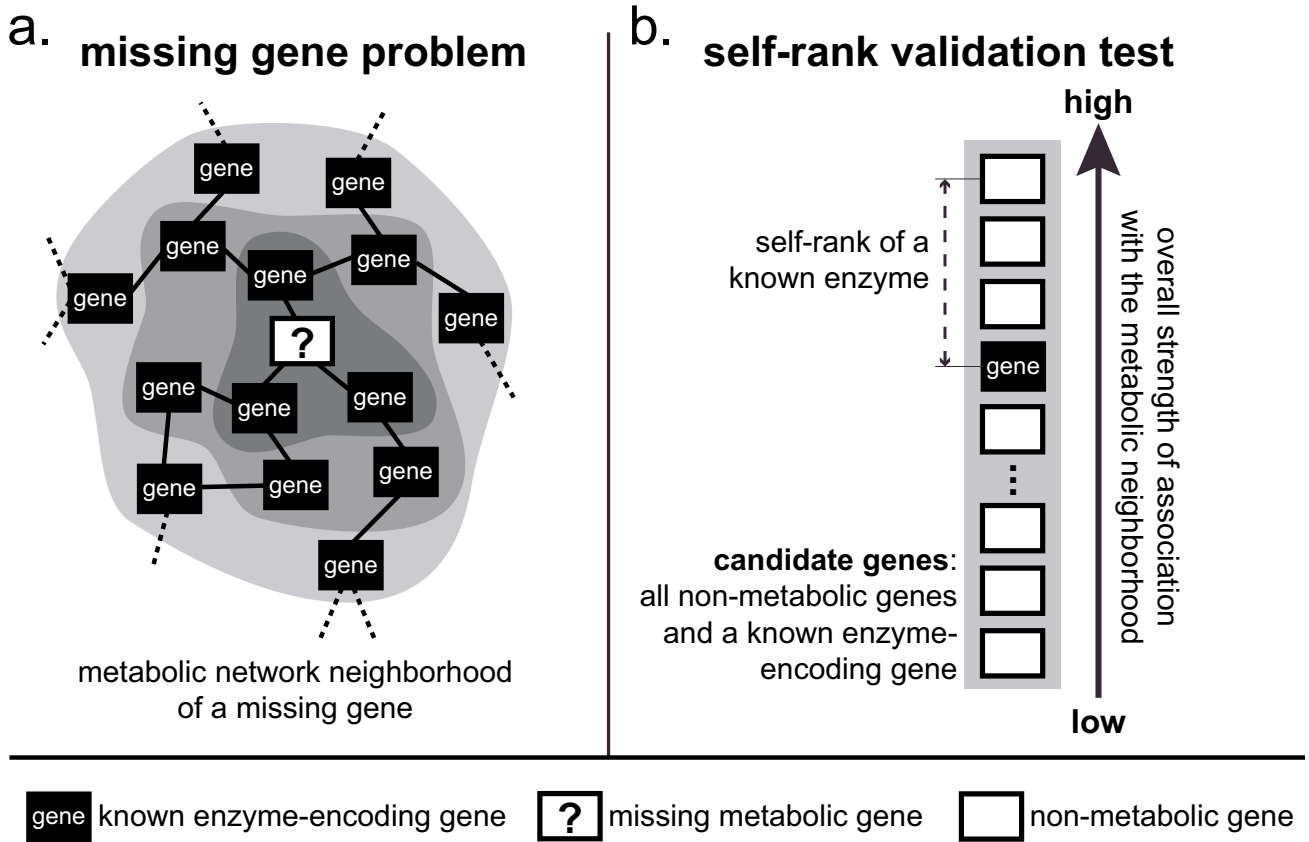 a.
missing gene problem
gene
gene
gene
gene
gene
gene
gene
gene
?
gene
gene
gene
gene
gene
gene
gene
metabolic network neighborhood
of a missing gene
b.
self-rank validation test
high
self-rank of a
known enzyme
gene
candidate genes:
all non-metabolic genes
and a known enzyme-
encoding gene
overall strength of association
with the metabolic neighborhood
low
gene known enzyme-encoding gene
? missing metabolic gene
non-metabolic gene